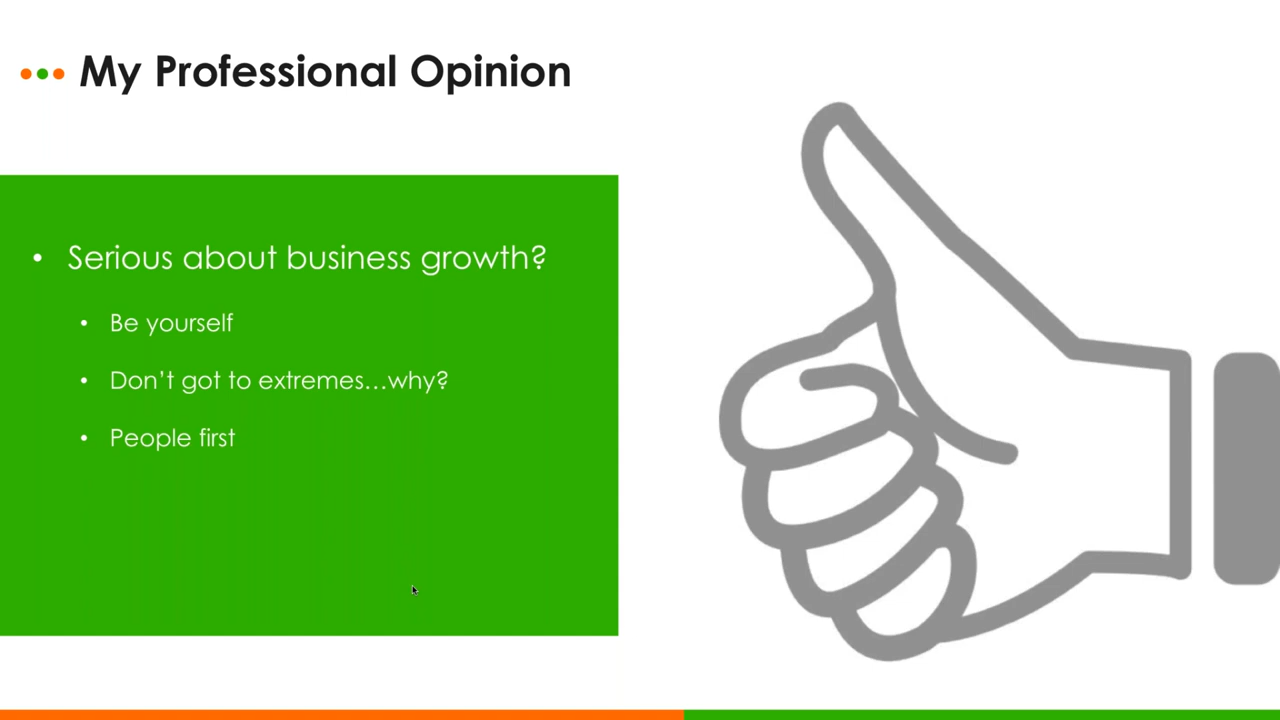 My Professional Opinion
• Serious about business growth?
• Be yourself
• Don’t got to extremes...why?
• People first